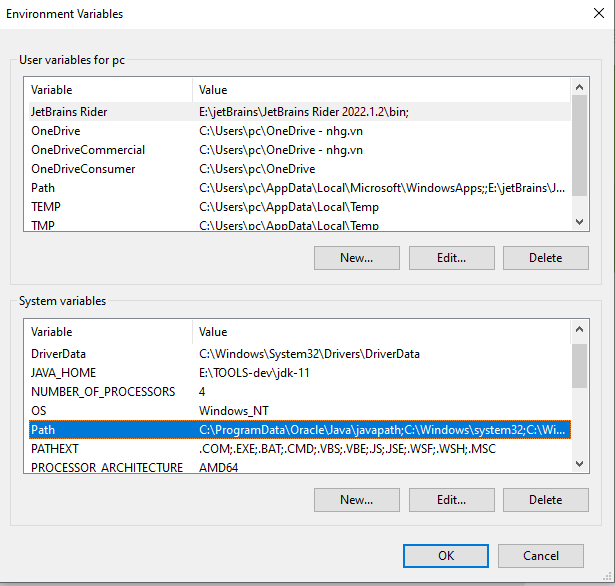 Environment Variables
User variables for pc
Variable Value
JetBrains Rider E:\jetBrains\JetBrains Rider 2022.1.2\bin;
OneDrive C:\Users\pc\OneDrive - nhg.vn
OneDriveCommercial C:\Users\pc\OneDrive - nhg.vn
OneDriveConsumer C:\Users\pc\OneDrive
Path C:\Users\pc\AppData\Local\Microsoft\WindowsApps;;E:\jetBrains\J...
TEMP C:\Users\pc\AppData\Local\Temp
TMP C:\Users\pc\AppData\Local\Temp
New... Edit... Delete
System variables
Variable Value
DriverData C:\Windows\System32\Drivers\DriverData
JAVA_HOME E:\TOOLS-dev\jdk-11
NUMBER_OF_PROCESSORS 4
OS Windows_NT
Path C:\ProgramData\Oracle\Java\javapath;C:\Windows\system32;C:\Wi...
PATHEXT .COM;.EXE;.BAT;.CMD;.VBS;.VBE;.JS;.JSE;.WSF;.WSH;.MSC
PROCESSOR_ARCHITECTURE AMD64
New... Edit... Delete
OK Cancel